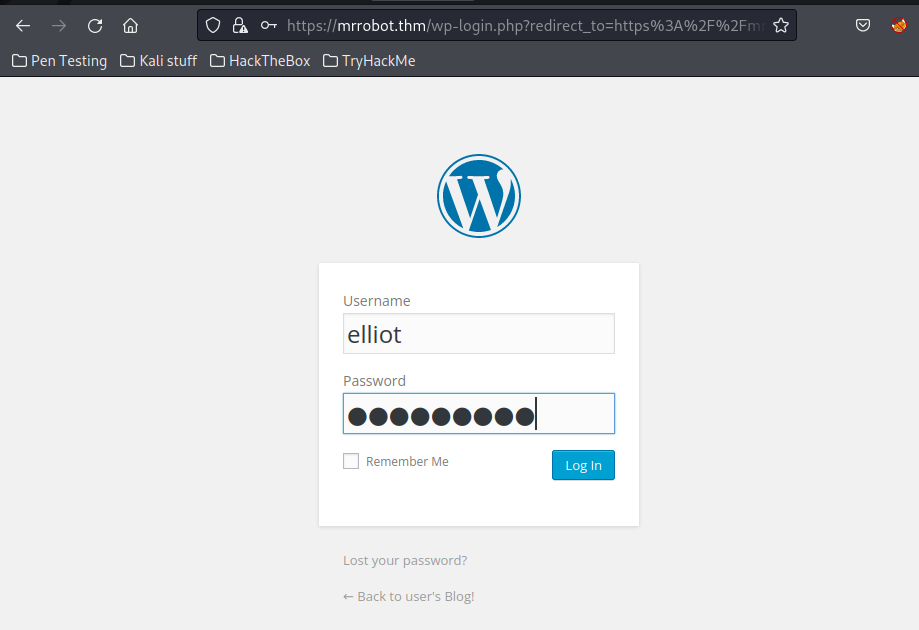 https://mrrobot.thm/wp-login.php?redirect_to=https%3A%2F%2Fmr
Pen Testing Kali stuff HackTheBox TryHackMe
W
Username
elliot
Password
●●●●●●●●●
Remember Me
Log In
Lost your password?
← Back to user's Blog!